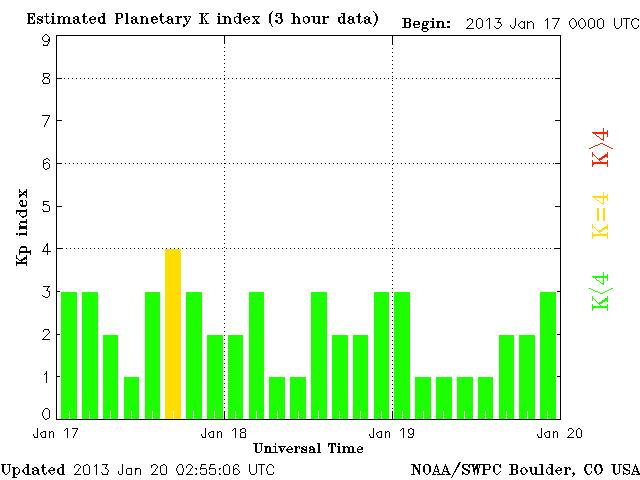 Estimated Planetary K index (3 hour data) Begin: 2013 Jan 17 0000 UTC
9
8
7
6
5
4
3
2
1
0
Kp index
K>4
K=4
K<4
Jan 17 Jan 18 Jan 19 Jan 20
Universal Time
Updated 2013 Jan 20 02:55:06 UTC NOAA/SWPC Boulder, CO USA